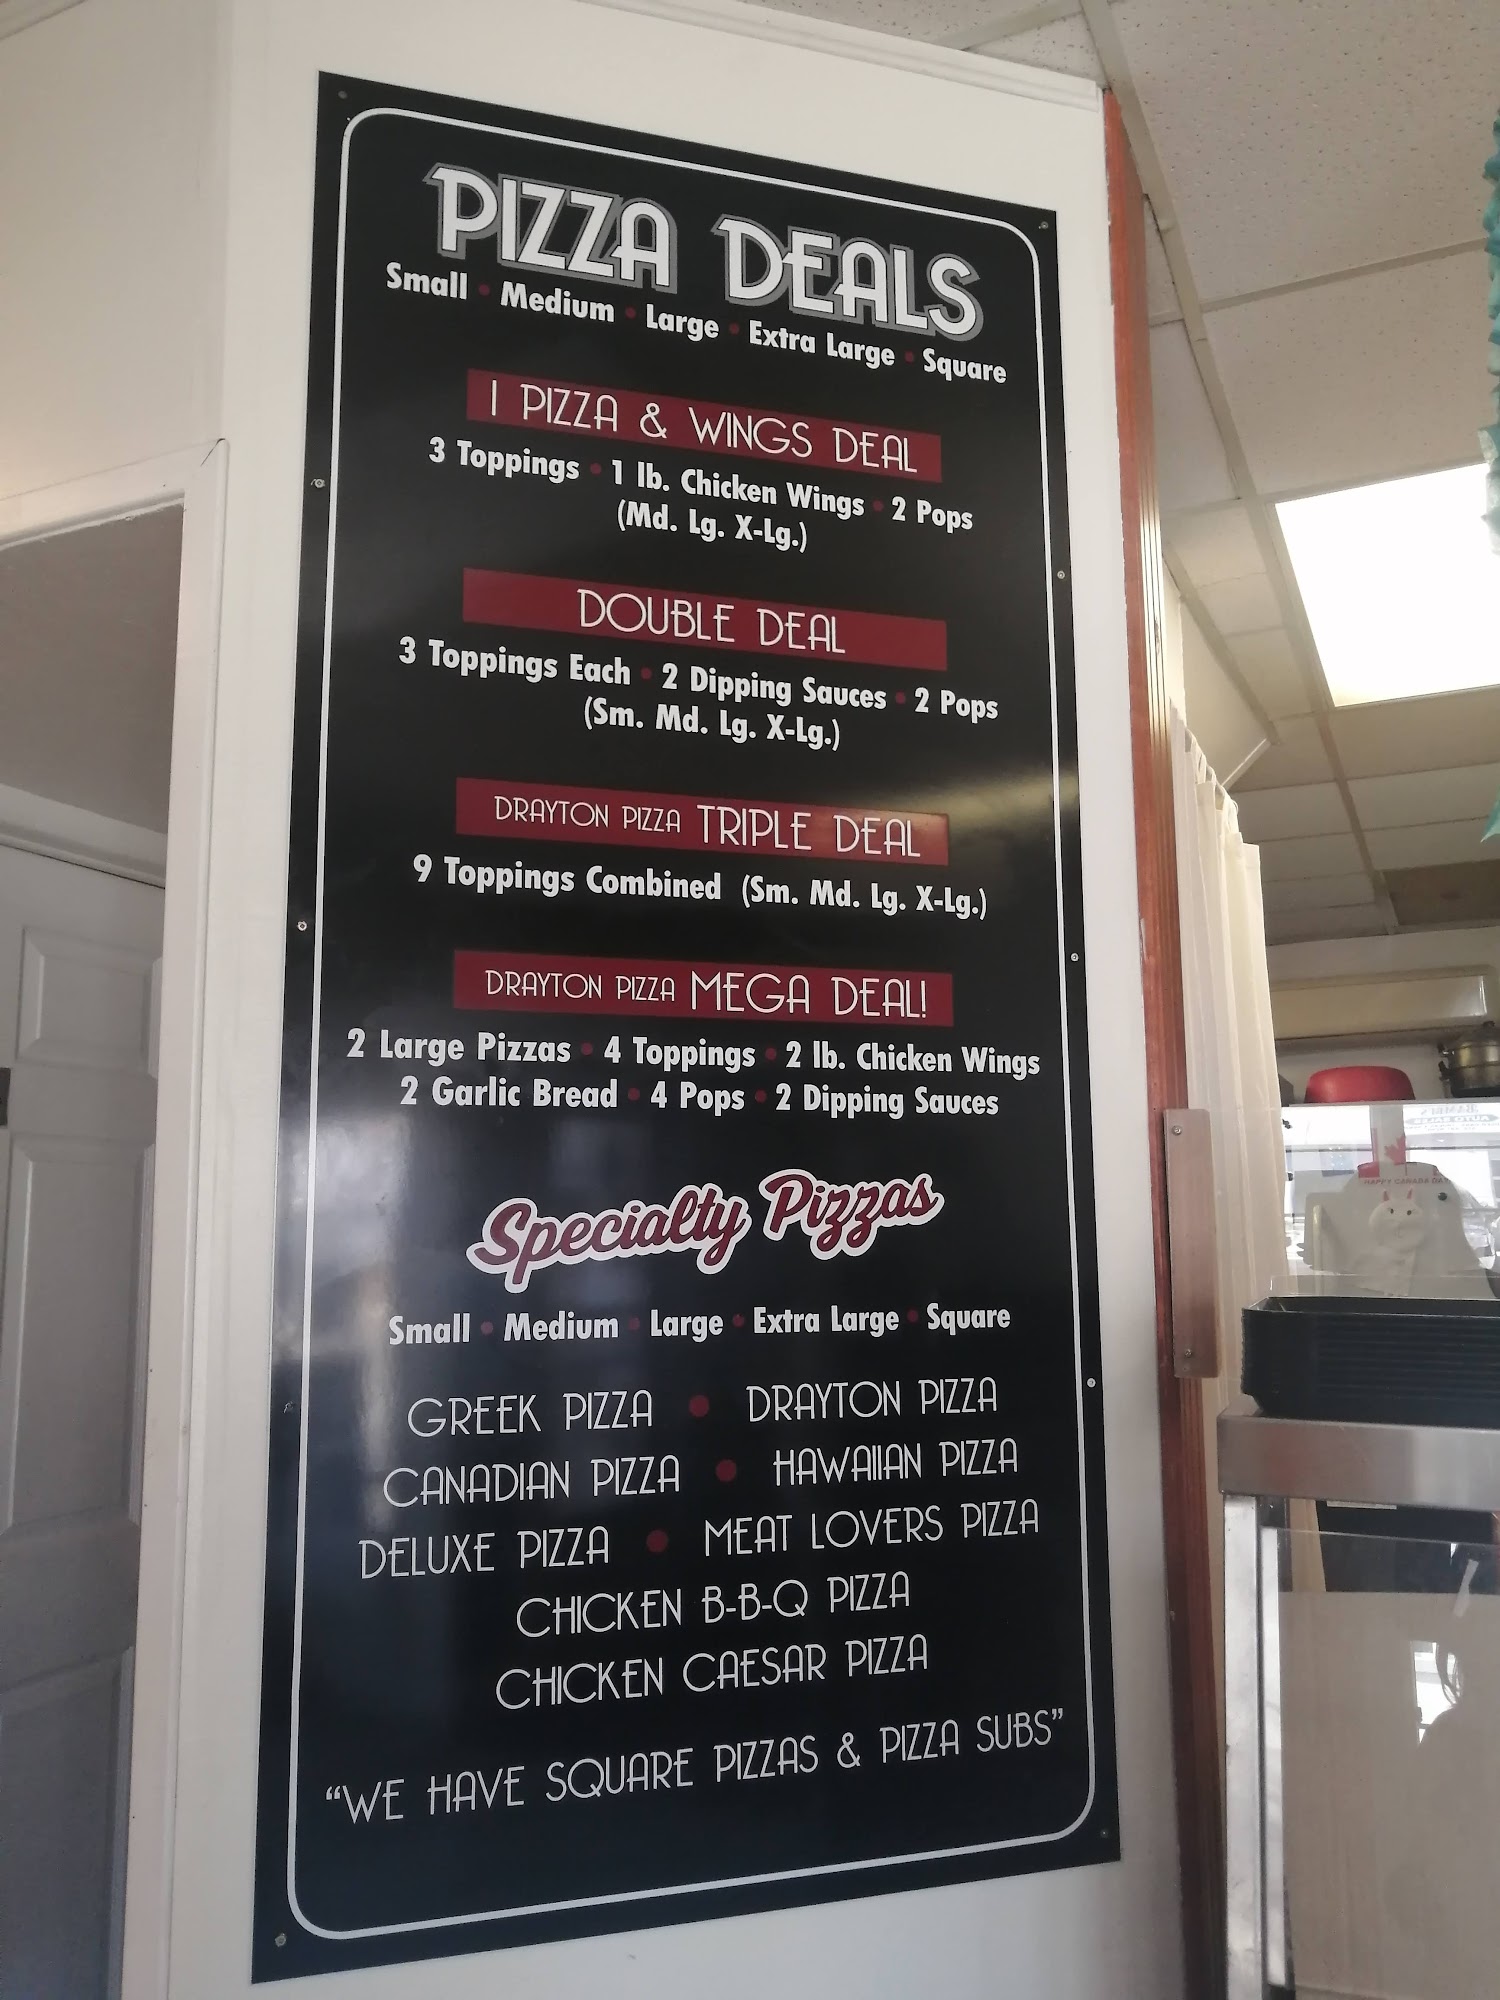 PIZZA DEALS
Small • Medium • Large • Extra Large • Square
1 PIZZA & WINGS DEAL
3 Toppings • 1 lb. Chicken Wings • 2 Pops
(Md. Lg. X-Lg.)
DOUBLE DEAL
3 Toppings Each • 2 Dipping Sauces • 2 Pops
(Sm. Md. Lg. X-Lg.)
DRAYTON PIZZA TRIPLE DEAL
9 Toppings Combined (Sm. Md. Lg. X-Lg.)
DRAYTON PIZZA MEGA DEAL!
2 Large Pizzas • 4 Toppings • 2 lb. Chicken Wings
2 Garlic Bread • 4 Pops • 2 Dipping Sauces
Specialty Pizzas
Small • Medium • Large • Extra Large • Square
GREEK PIZZA • DRAYTON PIZZA
CANADIAN PIZZA • HAWAIIAN PIZZA
DELUXE PIZZA • MEAT LOVERS PIZZA
CHICKEN B-B-Q PIZZA
CHICKEN CAESAR PIZZA
“WE HAVE SQUARE PIZZAS & PIZZA SUBS”
HAPPY CANADA DAY